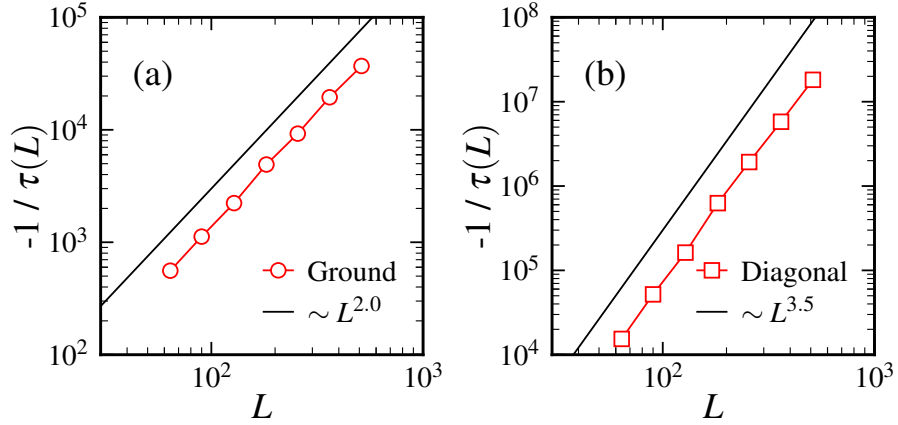 10^5
10^4
10^3
10^2
-1 / τ(L)
(a)
Ground
∼ L^{2.0}
10^2
10^3
L
10^8
10^7
10^6
10^5
10^4
-1 / τ(L)
(b)
Diagonal
∼ L^{3.5}
10^2
10^3
L